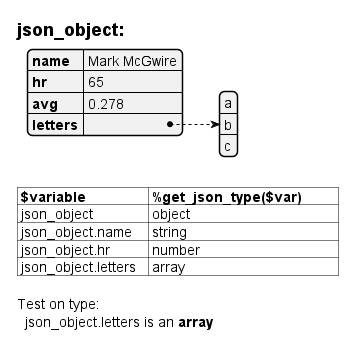 json_object:
name Mark McGwire
hr 65
avg 0.278
letters
a
b
c
$variable %get_json_type($var)
json_object object
json_object.name string
json_object.hr number
json_object.letters array
Test on type:
json_object.letters is an array